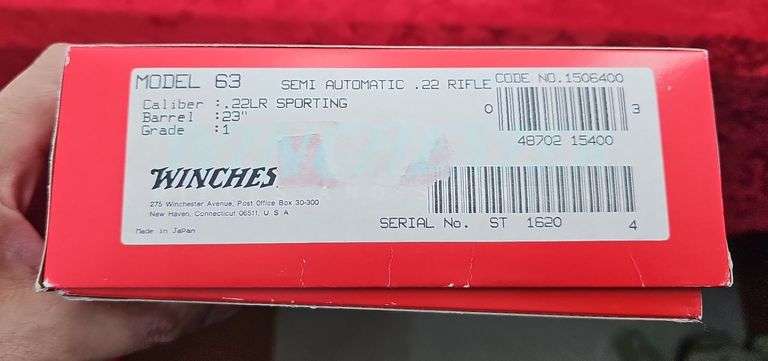 MODEL 63 SEMI AUTOMATIC .22 RIFLE CODE NO.1506400
Caliber :.22LR SPORTING
Barrel :23"
Grade :1
0 3
48702 15400
WINCHES
275 Winchester Avenue, Post Office Box 30-300
New Haven, Connecticut 06511, U S A
SERIAL No. ST 1620 4
Made in Japan